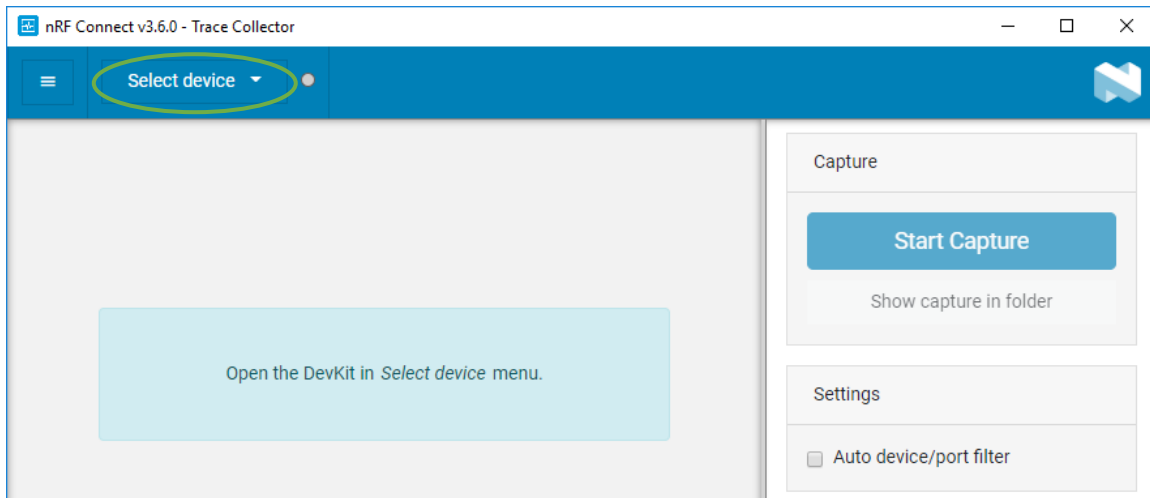 nRF Connect v3.6.0 - Trace Collector
Select device
Capture
Start Capture
Show capture in folder
Open the DevKit in Select device menu.
Settings
Auto device/port filter